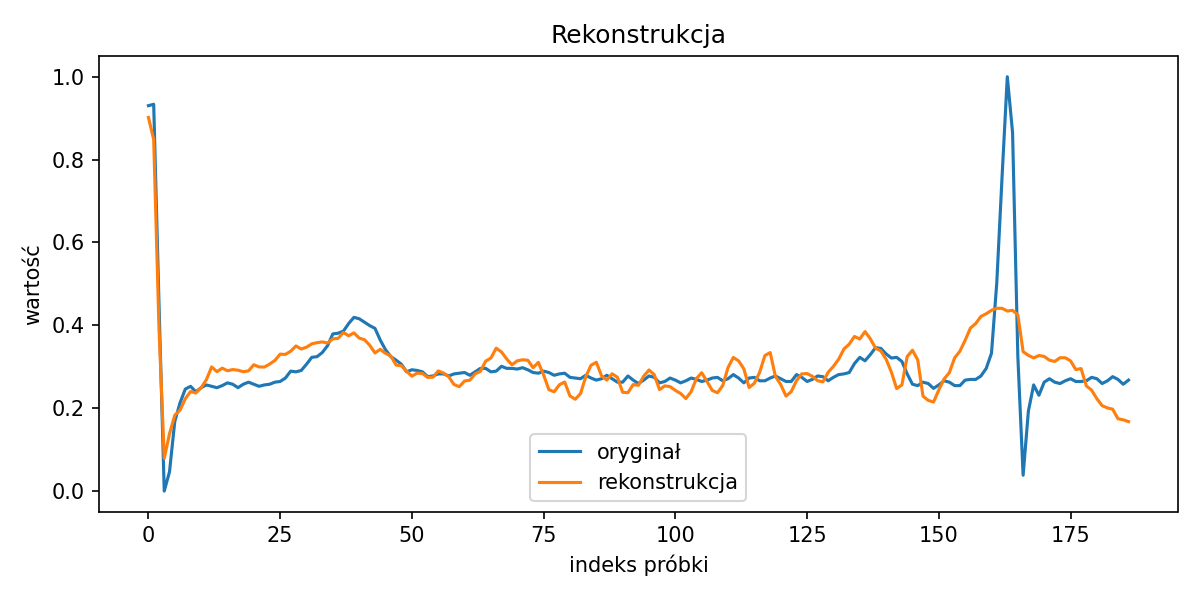 Rekonstrukcja
wartość
1.0
0.8
0.6
0.4
0.2
0.0
oryginał
rekonstrukcja
0 25 50 75 100 125 150 175
indeks próbki